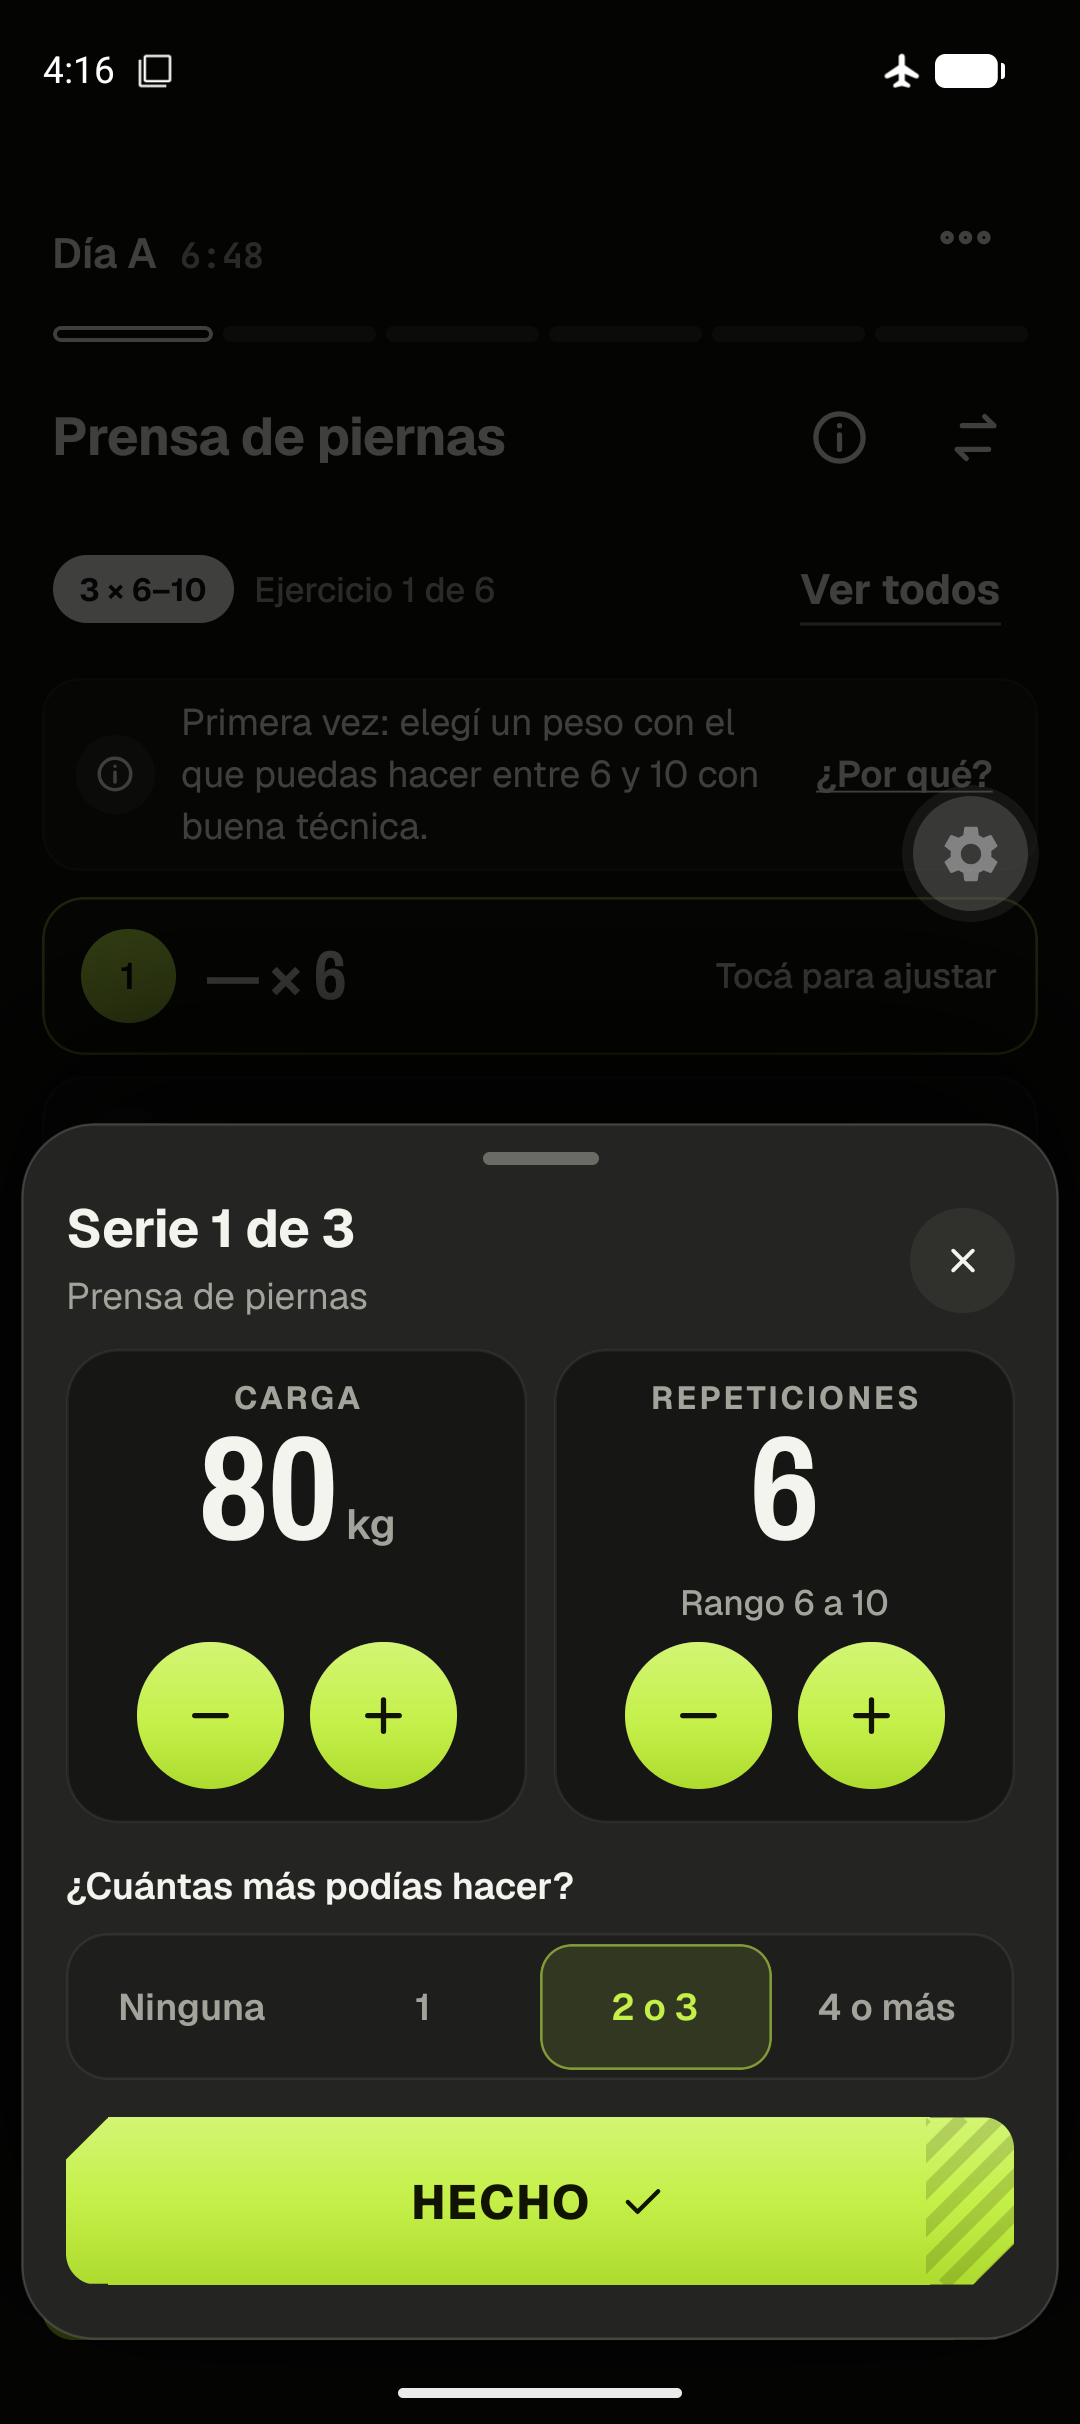 4:16
Día A 6:48
Prensa de piernas
3 × 6–10 Ejercicio 1 de 6 Ver todos
Primera vez: elegí un peso con el
que puedas hacer entre 6 y 10 con
buena técnica.
¿Por qué?
1 — × 6 Tocá para ajustar
Serie 1 de 3
Prensa de piernas
CARGA
80 kg
REPETICIONES
6
Rango 6 a 10
¿Cuántas más podías hacer?
Ninguna 1 2 o 3 4 o más
HECHO